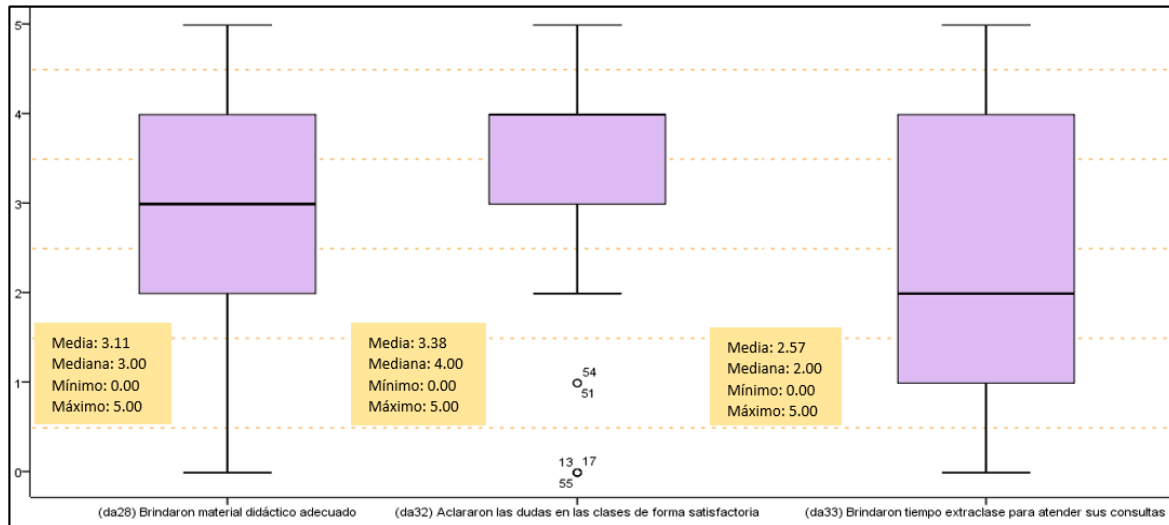 5
4
3
2
1
0
Media: 3.11
Mediana: 3.00
Mínimo: 0.00
Máximo: 5.00
Media: 3.38
Mediana: 4.00
Mínimo: 0.00
Máximo: 5.00
54
51
13 17
55
Media: 2.57
Mediana: 2.00
Mínimo: 0.00
Máximo: 5.00
(da28) Brindaron material didáctico adecuado
(da32) Aclararon las dudas en las clases de forma satisfactoria
(da33) Brindaron tiempo extraclase para atender sus consultas